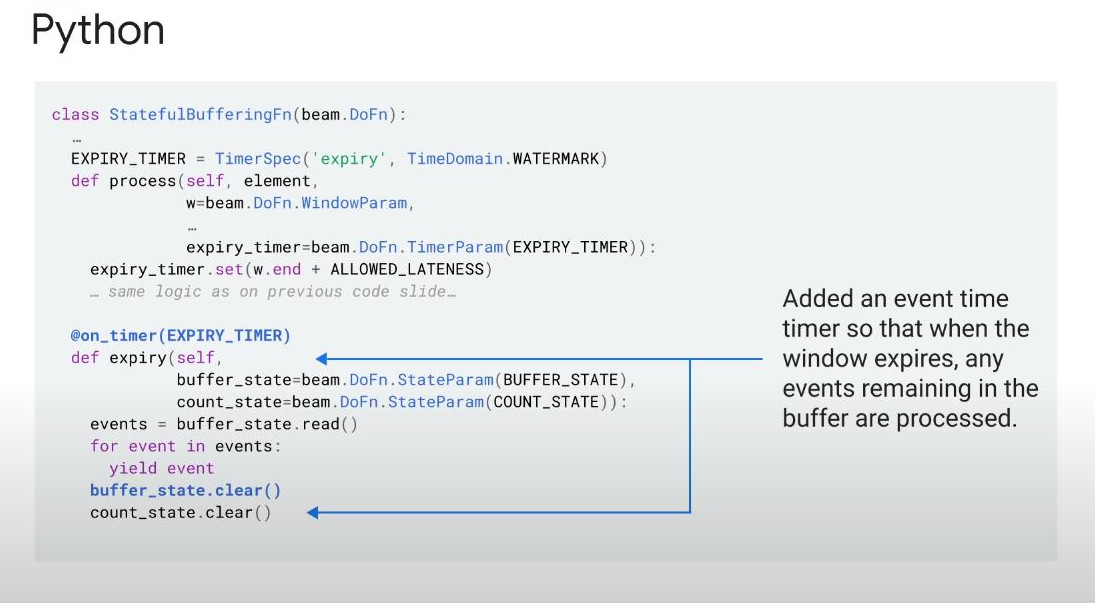 Python
class StatefulBufferingFn(beam.DoFn):
…
EXPIRY_TIMER = TimerSpec('expiry', TimeDomain.WATERMARK)
def process(self, element,
w=beam.DoFn.WindowParam,
…
expiry_timer=beam.DoFn.TimerParam(EXPIRY_TIMER)):
expiry_timer.set(w.end + ALLOWED_LATENESS)
… same logic as on previous code slide…
@on_timer(EXPIRY_TIMER)
def expiry(self,
buffer_state=beam.DoFn.StateParam(BUFFER_STATE),
count_state=beam.DoFn.StateParam(COUNT_STATE)):
events = buffer_state.read()
for event in events:
yield event
buffer_state.clear()
count_state.clear()
Added an event time
timer so that when the
window expires, any
events remaining in the
buffer are processed.